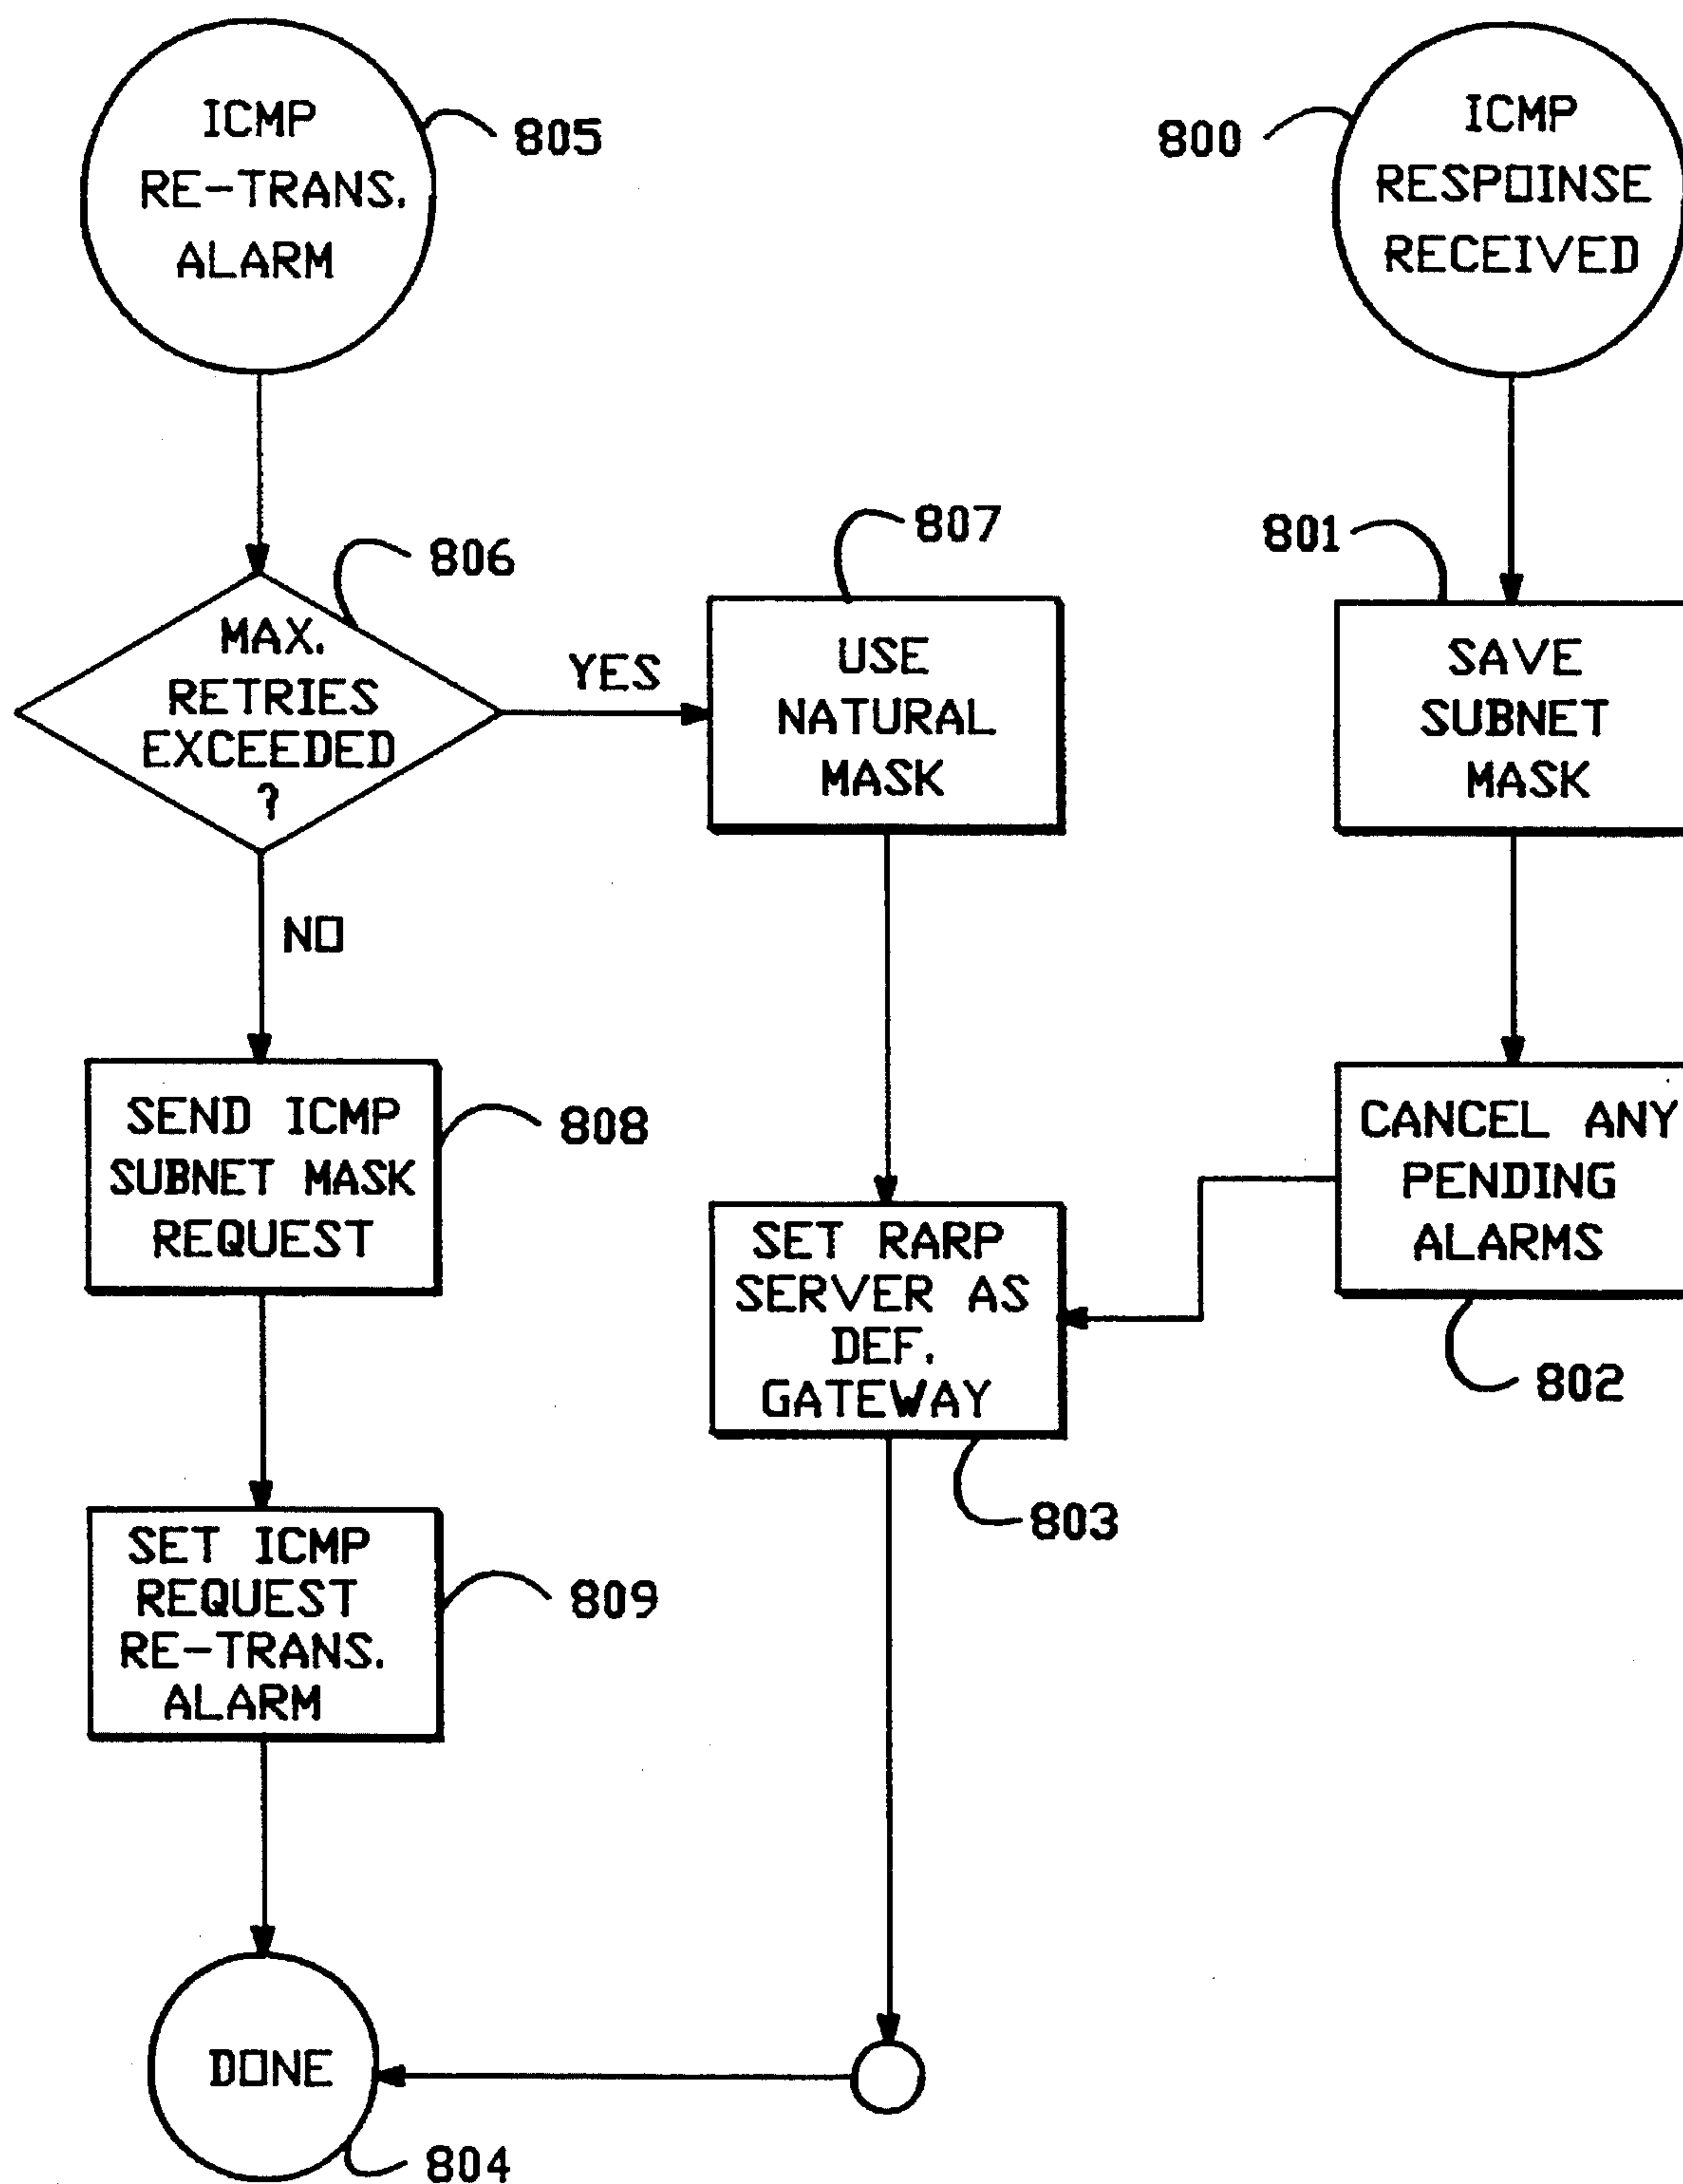 ICMP
RE-TRANS.
ALARM
805
MAX.
RETRIES
EXCEEDED
?
806
YES
NO
USE
NATURAL
MASK
807
SEND ICMP
SUBNET MASK
REQUEST
808
SET ICMP
REQUEST
RE-TRANS.
ALARM
809
DONE
804
ICMP
RESPOINSE
RECEIVED
800
SAVE
SUBNET
MASK
801
CANCEL ANY
PENDING
ALARMS
802
SET RARP
SERVER AS
DEF.
GATEWAY
803